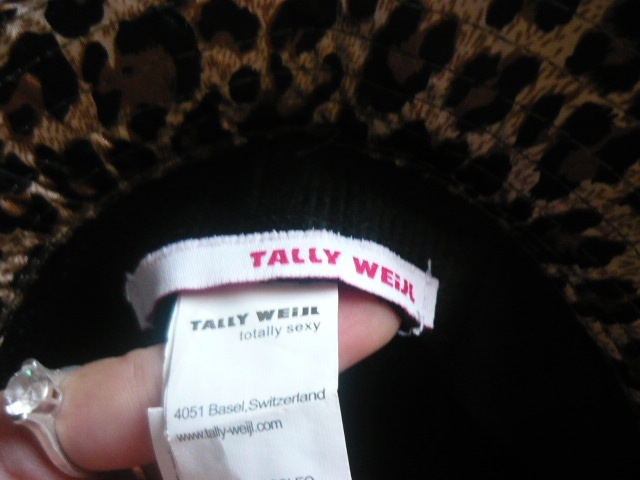 TALLY WEiJL
TALLY WEiJL
totally sexy
4051 Basel,Switzerland
www.tally-weijl.com